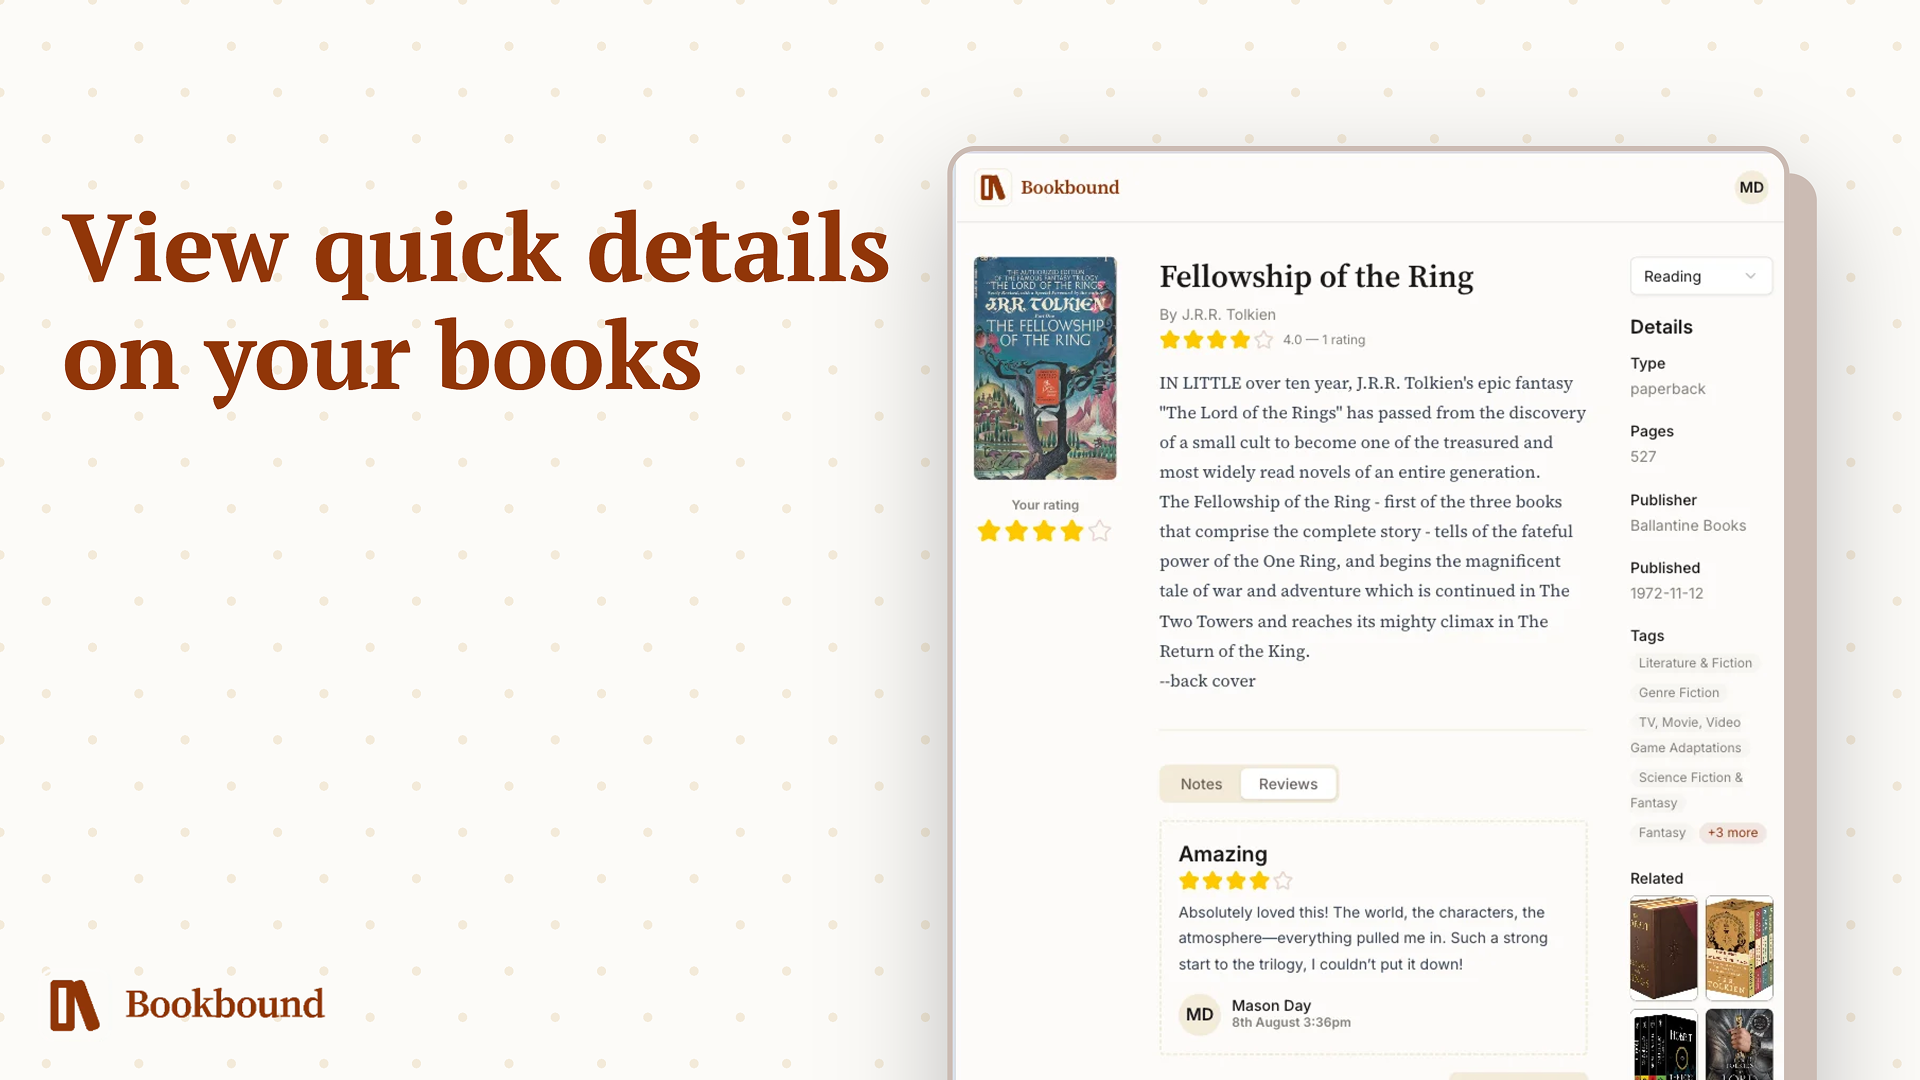 View quick details
on your books
Bookbound
Bookbound
MD
THE AUTHORIZED EDITION
OF THE FAMOUS FANTASY TRILOGY
"THE LORD OF THE RINGS"
J.R.R. TOLKIEN
THE FELLOWSHIP
OF THE RING
Your rating
Fellowship of the Ring
By J.R.R. Tolkien
4.0 — 1 rating
IN LITTLE over ten year, J.R.R. Tolkien's epic fantasy
"The Lord of the Rings" has passed from the discovery
of a small cult to become one of the treasured and
most widely read novels of an entire generation.
The Fellowship of the Ring - first of the three books
that comprise the complete story - tells of the fateful
power of the One Ring, and begins the magnificent
tale of war and adventure which is continued in The
Two Towers and reaches its mighty climax in The
Return of the King.
--back cover
Notes
Reviews
Amazing
Absolutely loved this! The world, the characters, the
atmosphere—everything pulled me in. Such a strong
start to the trilogy, I couldn't put it down!
MD
Mason Day
8th August 3:36pm
Reading
Details
Type
paperback
Pages
527
Publisher
Ballantine Books
Published
1972-11-12
Tags
Literature & Fiction
Genre Fiction
TV, Movie, Video
Game Adaptations
Science Fiction &
Fantasy
Fantasy
+3 more
Related
TOLKIEN